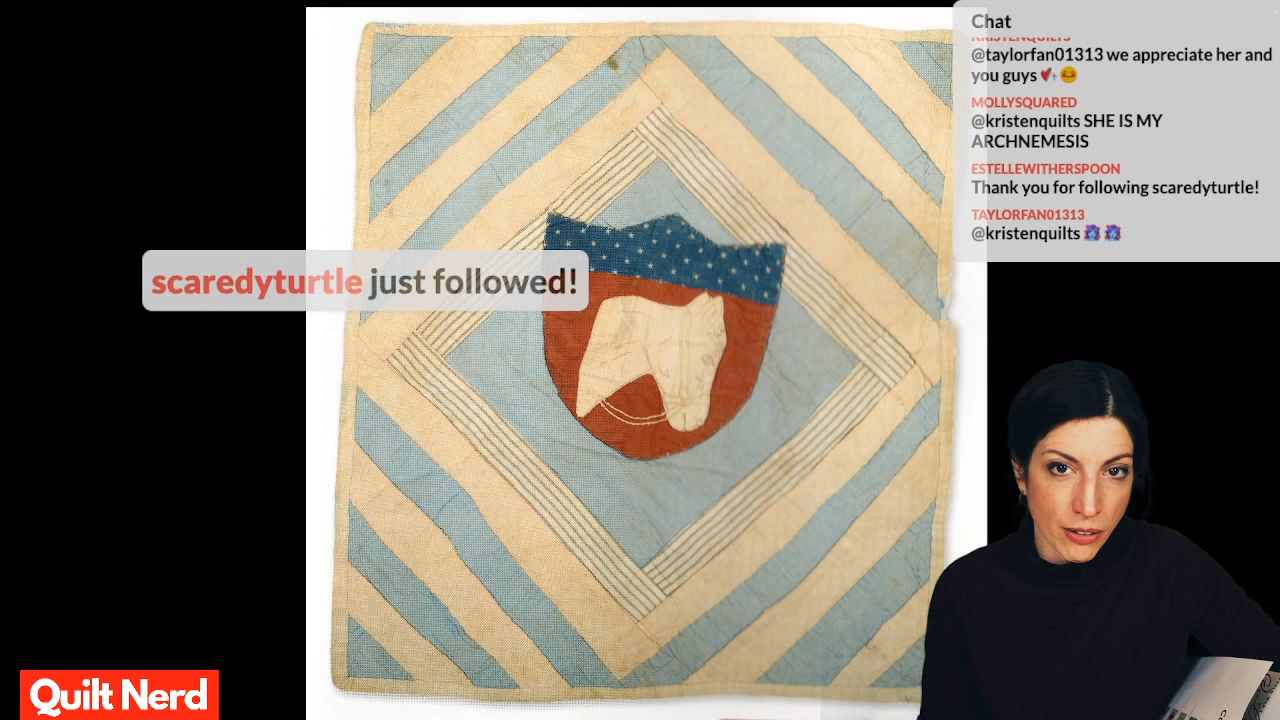 Chat
KRISTENQUILTS
@taylorfan01313 we appreciate her and
you guys
MOLLYSQUARED
@kristenquilts SHE IS MY
ARCHNEMESIS
ESTELLEWITHERSPOON
Thank you for following scaredyturtle!
TAYLORFAN01313
@kristenquilts
scaredyturtle just followed!
Quilt Nerd